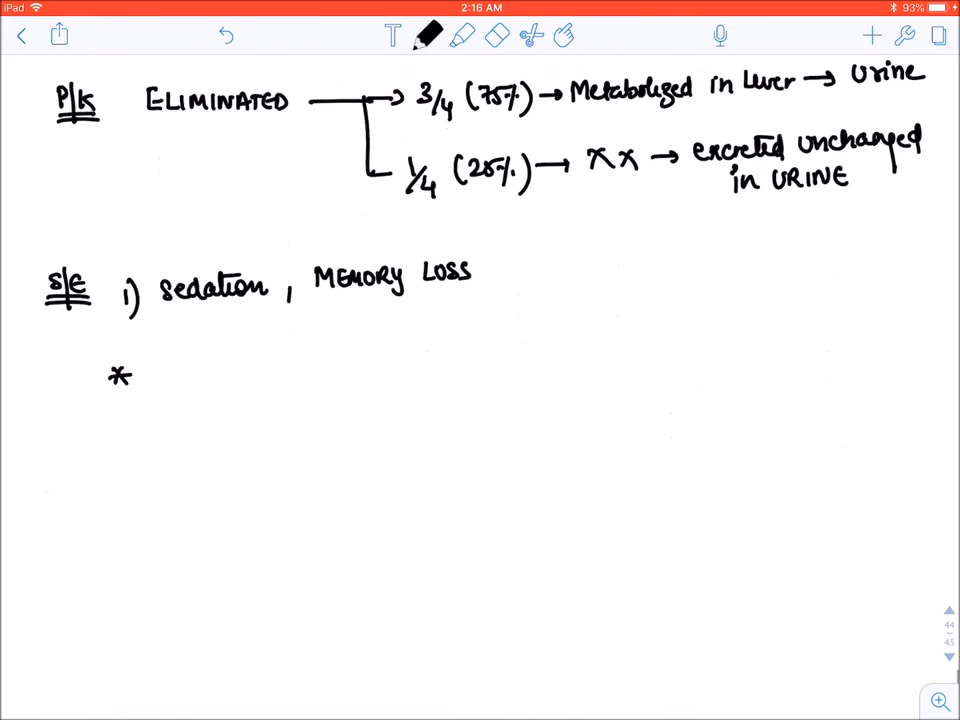 iPad 2:16 AM 93%
T
P/K ELIMINATED → 3/4 (75%) → Metabolized in Liver → Urine
1/4 (25%) → xx → excreted unchanged
in URINE
S/E 1) Sedation, MEMORY LOSS
*
44
45